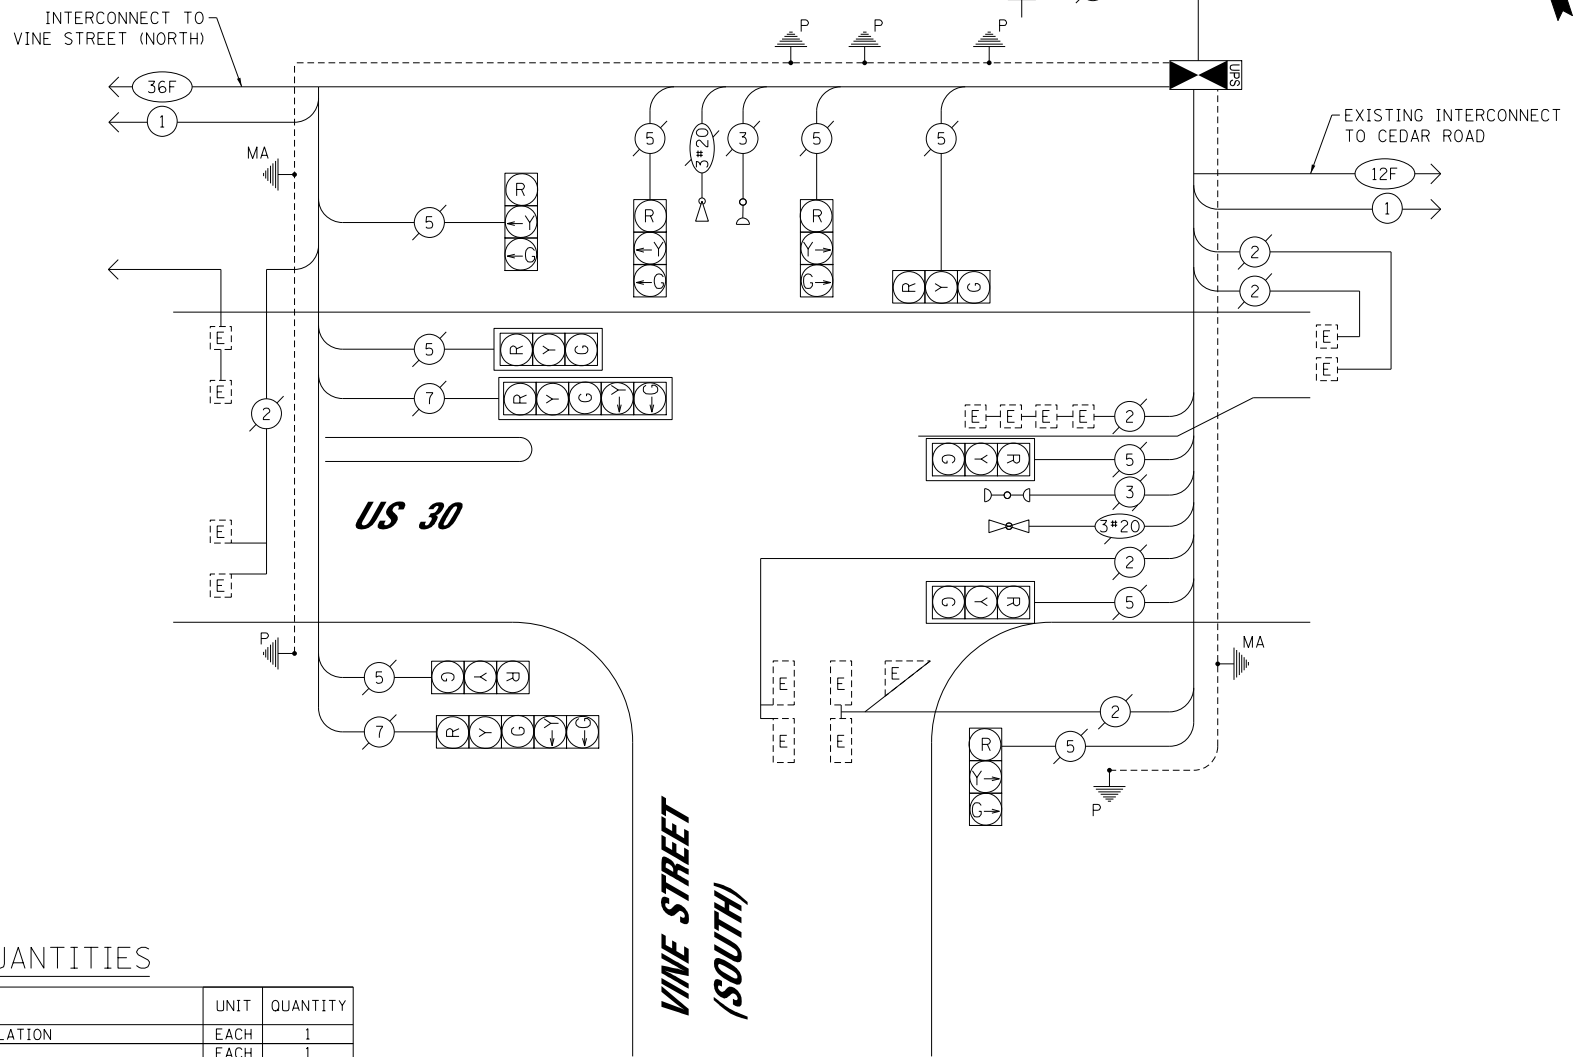 INTERCONNECT TO
VINE STREET (NORTH)
P P P
UPS
36F
1
EXISTING INTERCONNECT
TO CEDAR ROAD
12F
1
MA
5 3#20 3 5 5
5
R
Y
G
R
Y
G
R
Y
G
R Y G
2
2
E
E
E
E
5
R Y G
7
R Y G Y G
2
E E E E
2
G Y R
5
3
3#20
US 30
E
E
2
G Y R
5
P
MA
5
G Y R
7
R Y G Y G
E E E
E E
2
R
Y
G
5
P
VINE STREET
(SOUTH)
UANTITIES
UNIT QUANTITY
LATION EACH 1
EACH 1